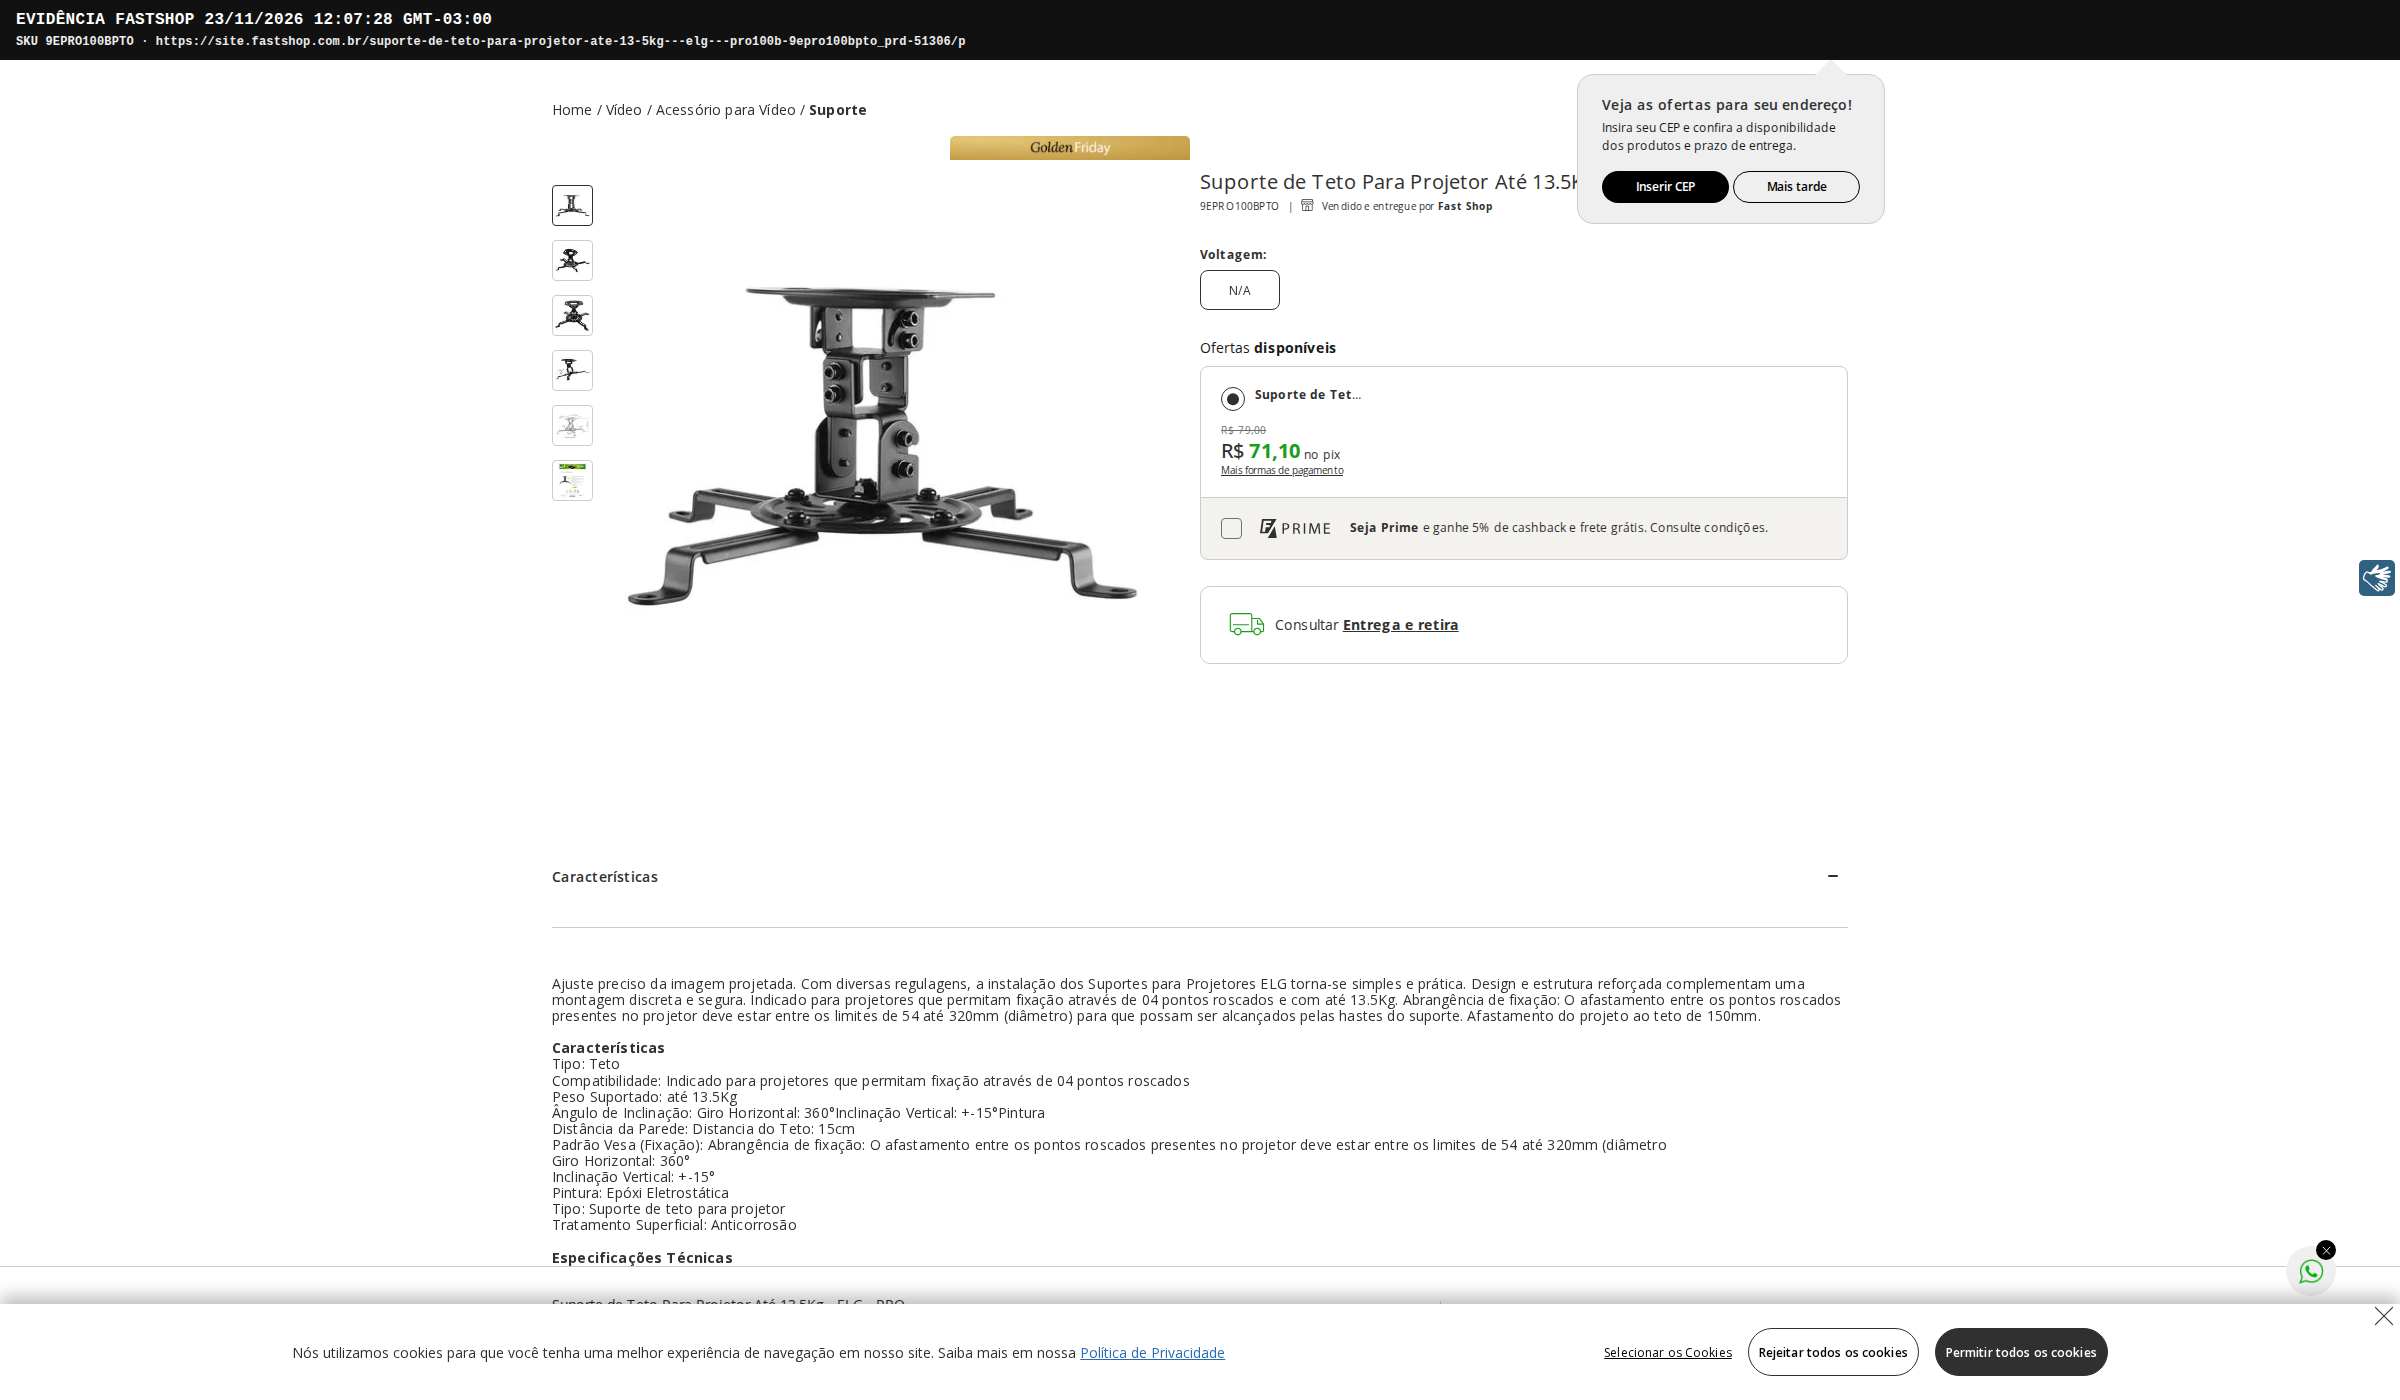 EVIDÊNCIA FASTSHOP 23/11/2026 12:07:28 GMT-03:00
SKU 9EPRO100BPTO · https://site.fastshop.com.br/suporte-de-teto-para-projetor-ate-13-5kg---elg---pro100b-9epro100bpto_prd-51306/p
Home / Vídeo / Acessório para Vídeo / Suporte
Golden Friday
Veja as ofertas para seu endereço!
Insira seu CEP e confira a disponibilidade
dos produtos e prazo de entrega.
Inserir CEP
Mais tarde
Suporte de Teto Para Projetor Até 13.5K
9EPRO100BPTO | Vendido e entregue por Fast Shop
Voltagem:
N/A
Ofertas disponíveis
Suporte de Tet...
R$ 79,00
R$ 71,10 no pix
Mais formas de pagamento
PRIME Seja Prime e ganhe 5% de cashback e frete grátis. Consulte condições.
Consultar Entrega e retira
Características
Ajuste preciso da imagem projetada. Com diversas regulagens, a instalação dos Suportes para Projetores ELG torna-se simples e prática. Design e estrutura reforçada complementam uma
montagem discreta e segura. Indicado para projetores que permitam fixação através de 04 pontos roscados e com até 13.5Kg. Abrangência de fixação: O afastamento entre os pontos roscados
presentes no projetor deve estar entre os limites de 54 até 320mm (diâmetro) para que possam ser alcançados pelas hastes do suporte. Afastamento do projeto ao teto de 150mm.
Características
Tipo: Teto
Compatibilidade: Indicado para projetores que permitam fixação através de 04 pontos roscados
Peso Suportado: até 13.5Kg
Ângulo de Inclinação: Giro Horizontal: 360°Inclinação Vertical: +-15°Pintura
Distância da Parede: Distancia do Teto: 15cm
Padrão Vesa (Fixação): Abrangência de fixação: O afastamento entre os pontos roscados presentes no projetor deve estar entre os limites de 54 até 320mm (diâmetro
Giro Horizontal: 360°
Inclinação Vertical: +-15°
Pintura: Epóxi Eletrostática
Tipo: Suporte de teto para projetor
Tratamento Superficial: Anticorrosão
Especificações Técnicas
Suporte de Teto Para Projetor Até 13.5Kg - ELG - PRO
Nós utilizamos cookies para que você tenha uma melhor experiência de navegação em nosso site. Saiba mais em nossa Política de Privacidade
Selecionar os Cookies
Rejeitar todos os cookies
Permitir todos os cookies